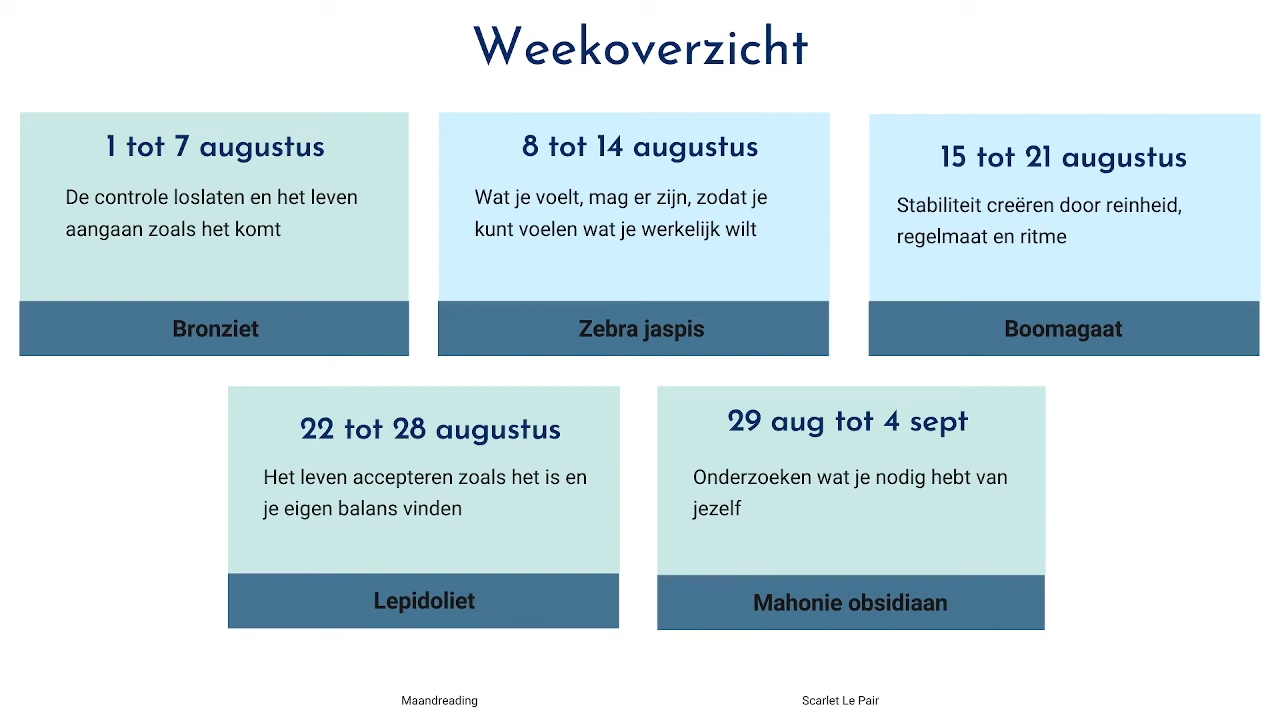 Weekoverzicht
1 tot 7 augustus
De controle loslaten en het leven
aangaan zoals het komt
Bronziet
8 tot 14 augustus
Wat je voelt, mag er zijn, zodat je
kunt voelen wat je werkelijk wilt
Zebra jaspis
15 tot 21 augustus
Stabiliteit creëren door reinheid,
regelmaat en ritme
Boomagaat
22 tot 28 augustus
Het leven accepteren zoals het is en
je eigen balans vinden
Lepidoliet
29 aug tot 4 sept
Onderzoeken wat je nodig hebt van
jezelf
Mahonie obsidiaan
Maandreading
Scarlet Le Pair